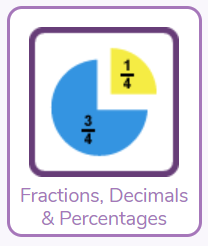 1/4
3/4
Fractions, Decimals
& Percentages